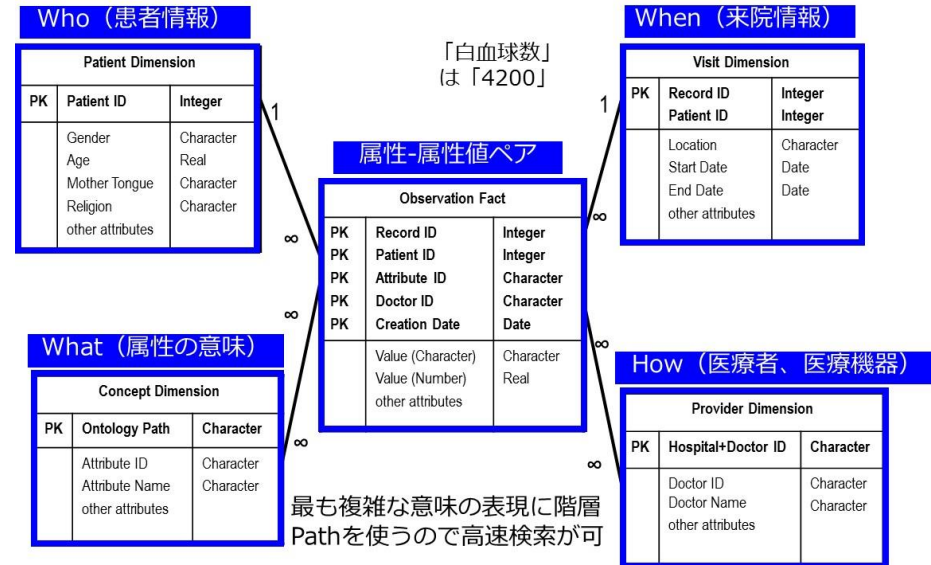 Who（患者情報）
Patient Dimension
PK Patient ID Integer
Gender Character
Age Real
Mother Tongue Character
Religion Character
other attributes
「白血球数」
は「4200」
When（来院情報）
Visit Dimension
PK Record ID Integer
Patient ID Integer
Location Character
Start Date Date
End Date Date
other attributes
1
1
属性-属性値ペア
Observation Fact
PK Record ID Integer
PK Patient ID Integer
PK Attribute ID Character
PK Doctor ID Character
PK Creation Date Date
Value (Character) Character
Value (Number) Real
other attributes
∞
∞
∞
∞
∞
∞
What（属性の意味）
Concept Dimension
PK Ontology Path Character
Attribute ID Character
Attribute Name Character
other attributes
How（医療者、医療機器）
Provider Dimension
PK Hospital+Doctor ID Character
Doctor ID Character
Doctor Name Character
other attributes
最も複雑な意味の表現に階層
Pathを使うので高速検索が可